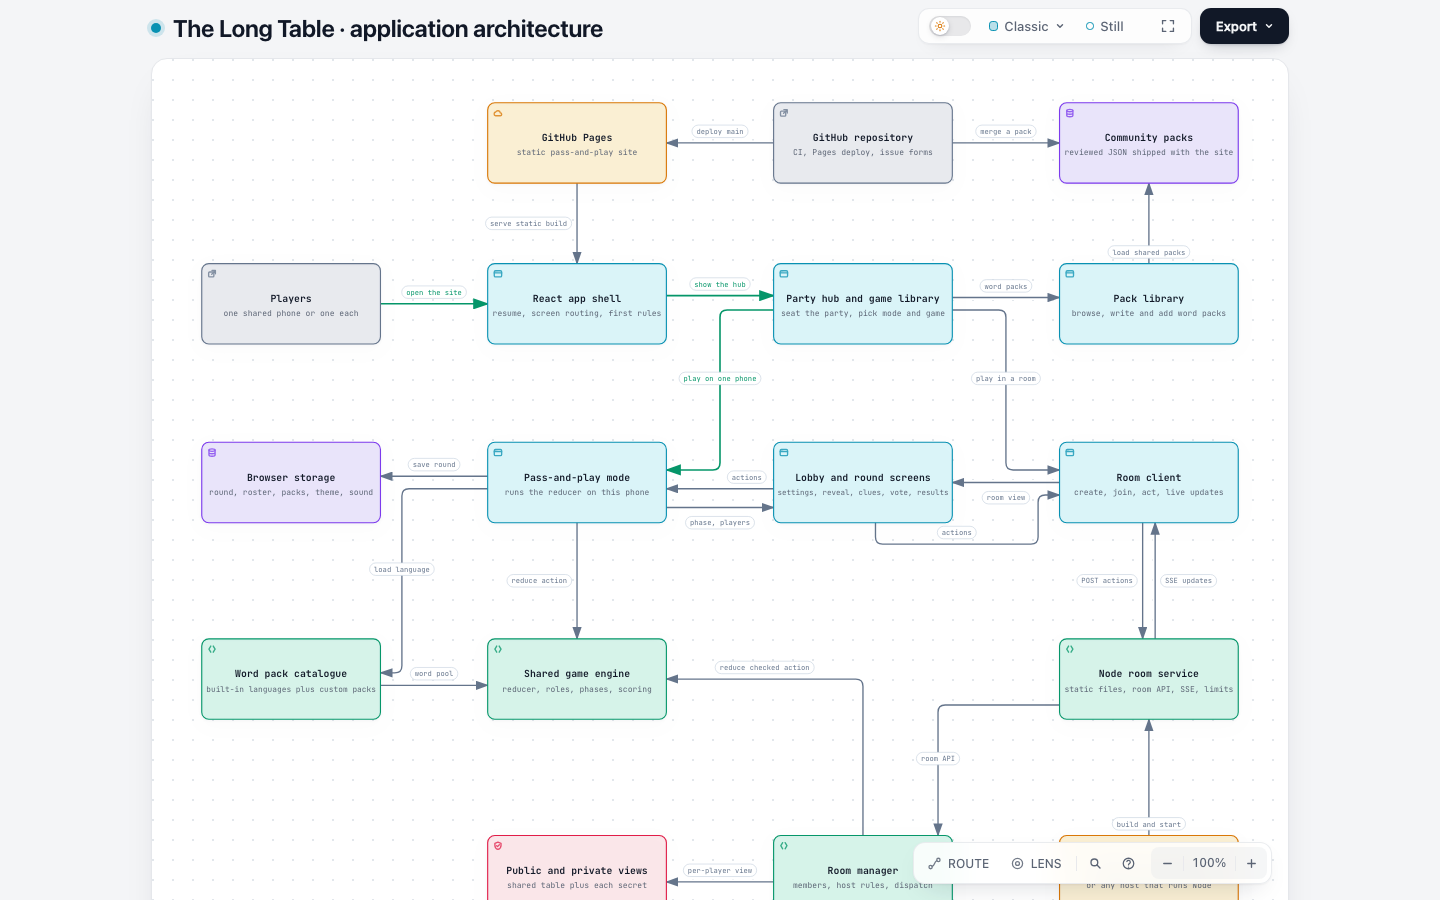 The Long Table · application architecture
Classic
Still
Export
GitHub Pages
static pass-and-play site
deploy main
GitHub repository
CI, Pages deploy, issue forms
merge a pack
Community packs
reviewed JSON shipped with the site
serve static build
load shared packs
Players
one shared phone or one each
open the site
React app shell
resume, screen routing, first rules
show the hub
Party hub and game library
seat the party, pick mode and game
word packs
Pack library
browse, write and add word packs
play on one phone
play in a room
Browser storage
round, roster, packs, theme, sound
save round
Pass-and-play mode
runs the reducer on this phone
actions
phase, players
Lobby and round screens
settings, reveal, clues, vote, results
room view
actions
Room client
create, join, act, live updates
load language
reduce action
POST actions
SSE updates
Word pack catalogue
built-in languages plus custom packs
word pool
Shared game engine
reducer, roles, phases, scoring
reduce checked action
Node room service
static files, room API, SSE, limits
room API
build and start
Public and private views
shared table plus each secret
per-player view
Room manager
members, host rules, dispatch
or any host that runs Node
ROUTE
LENS
100%